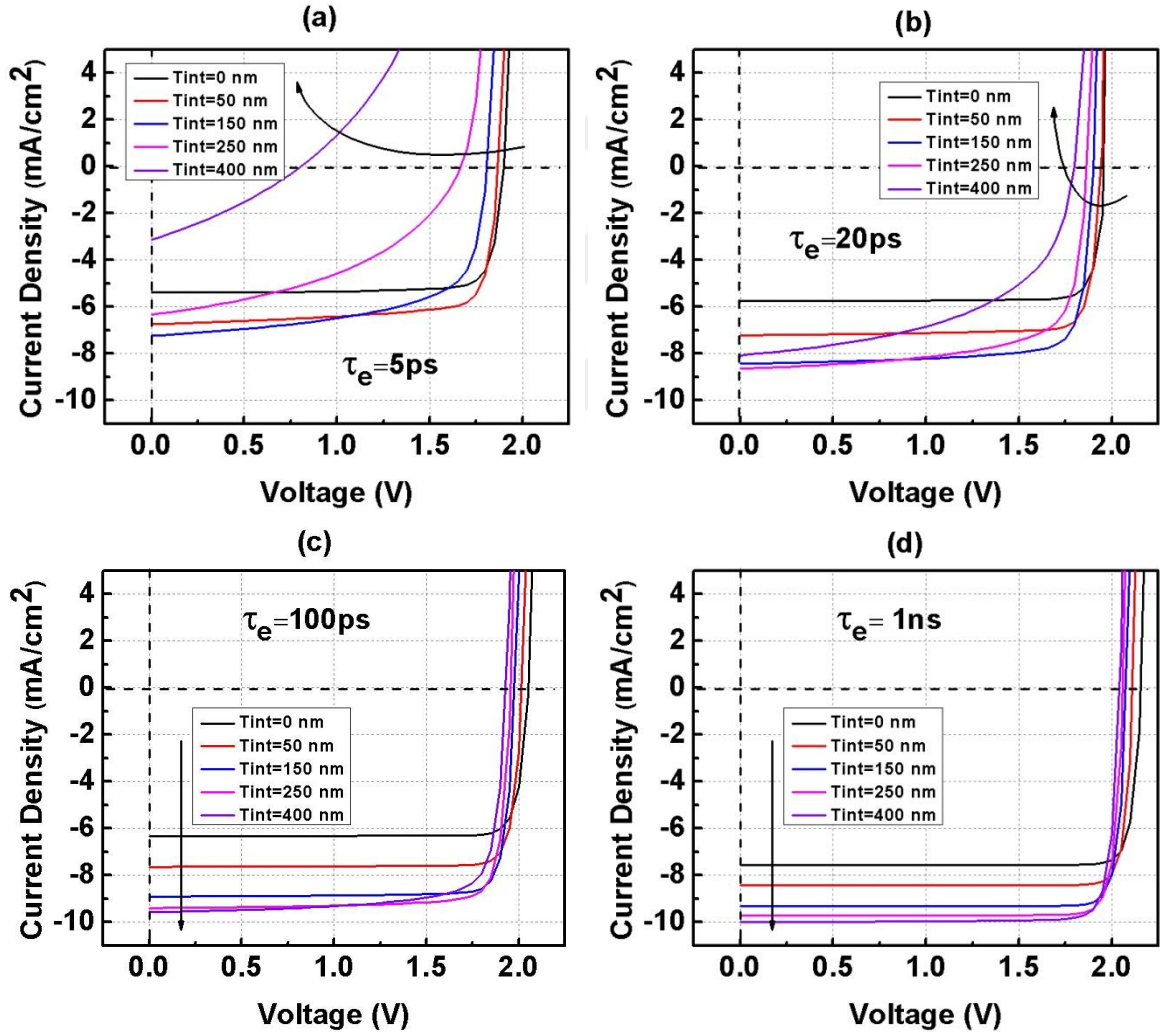 (a)
Current Density (mA/cm²)
4
2
0
-2
-4
-6
-8
-10
Tint=0 nm
Tint=50 nm
Tint=150 nm
Tint=250 nm
Tint=400 nm
τe=5ps
0.0 0.5 1.0 1.5 2.0
Voltage (V)
(b)
Current Density (mA/cm²)
4
2
0
-2
-4
-6
-8
-10
Tint=0 nm
Tint=50 nm
Tint=150 nm
Tint=250 nm
Tint=400 nm
τe=20ps
0.0 0.5 1.0 1.5 2.0
Voltage (V)
(c)
Current Density (mA/cm²)
4
2
0
-2
-4
-6
-8
-10
τe=100ps
Tint=0 nm
Tint=50 nm
Tint=150 nm
Tint=250 nm
Tint=400 nm
0.0 0.5 1.0 1.5 2.0
Voltage (V)
(d)
Current Density (mA/cm²)
4
2
0
-2
-4
-6
-8
-10
τe= 1ns
Tint=0 nm
Tint=50 nm
Tint=150 nm
Tint=250 nm
Tint=400 nm
0.0 0.5 1.0 1.5 2.0
Voltage (V)